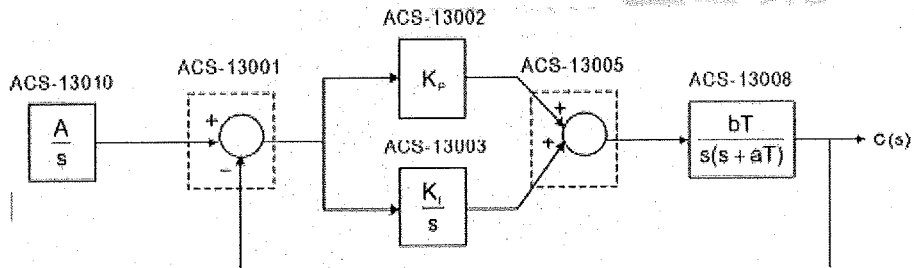 ACS-13002
ACS-13010
ACS-13001
ACS-13005
ACS-13008
A
s
+
−
K_P
ACS-13003
K_I
s
+
+
bT
s(s + aT)
C(s)